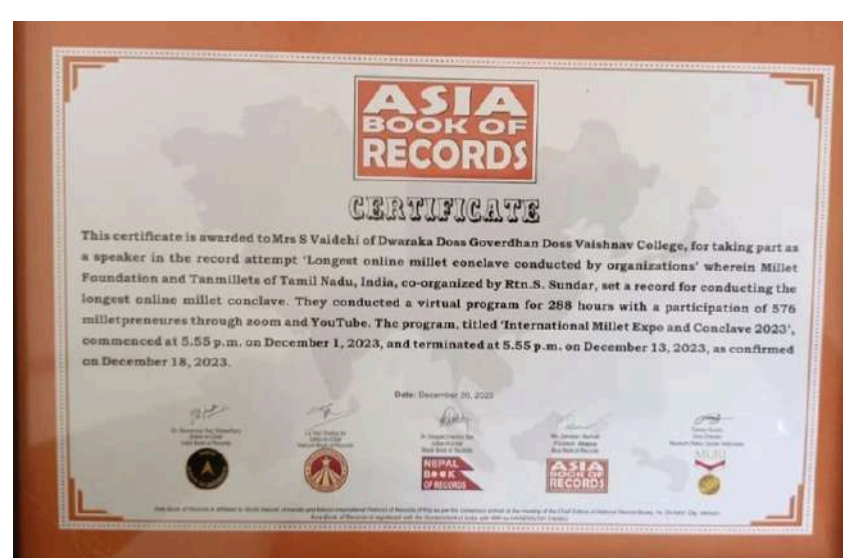 ASIA
BOOK OF
RECORDS
CERTIFICATE
This certificate is awarded to Mrs S Vaidehi of Dwaraka Doss Goverdhan Doss Vaishnav College, for taking part as
a speaker in the record attempt 'Longest online millet conclave conducted by organizations' wherein Millet
Foundation and Tanmillets of Tamil Nadu, India, co-organized by Rtn.S. Sundar, set a record for conducting the
longest online millet conclave. They conducted a virtual program for 288 hours with a participation of 576
milletpreneures through zoom and YouTube. The program, titled 'International Millet Expo and Conclave 2023',
commenced at 5.55 p.m. on December 1, 2023, and terminated at 5.55 p.m. on December 13, 2023, as confirmed
on December 18, 2023.
Date: December 20, 2023
NEPAL
BOOK
OF RECORDS
ASIA
BOOK OF
RECORDS
MURI